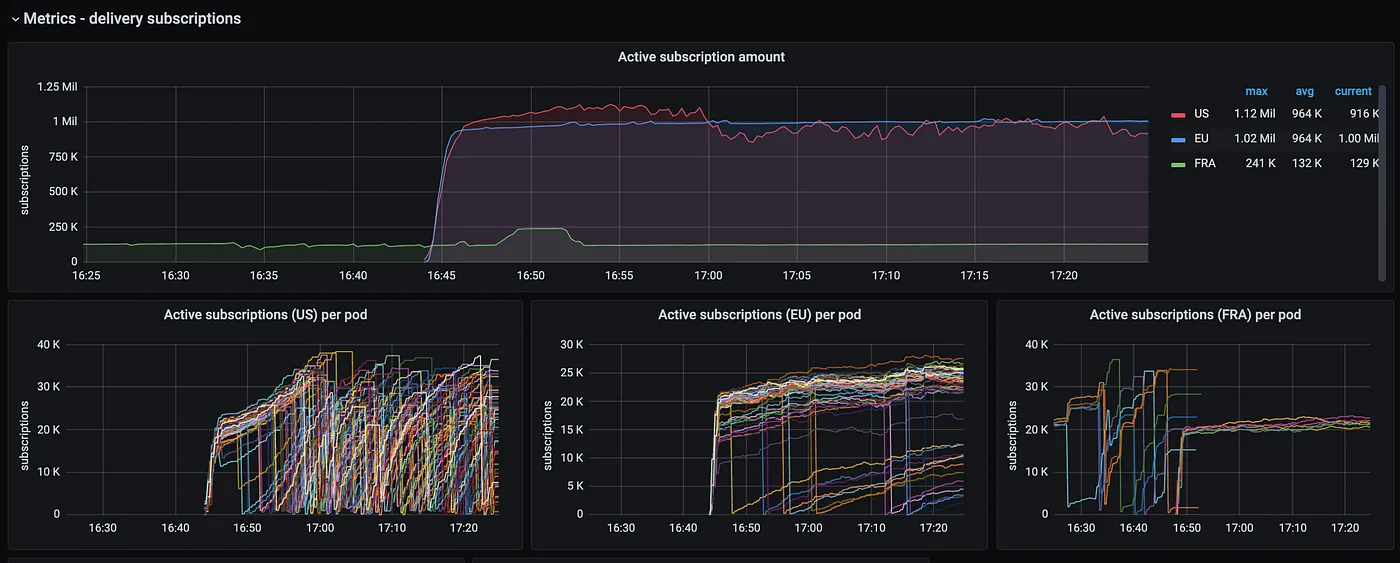 Metrics - delivery subscriptions
Active subscription amount
1.25 Mil
1 Mil
750 K
500 K
250 K
0
subscriptions
16:25 16:30 16:35 16:40 16:45 16:50 16:55 17:00 17:05 17:10 17:15 17:20
max avg current
US 1.12 Mil 964 K 916 K
EU 1.02 Mil 964 K 1.00 Mil
FRA 241 K 132 K 129 K
Active subscriptions (US) per pod
40 K
30 K
20 K
10 K
0
subscriptions
16:30 16:40 16:50 17:00 17:10 17:20
Active subscriptions (EU) per pod
30 K
25 K
20 K
15 K
10 K
5 K
0
subscriptions
16:30 16:40 16:50 17:00 17:10 17:20
Active subscriptions (FRA) per pod
40 K
30 K
20 K
10 K
0
subscriptions
16:30 16:40 16:50 17:00 17:10 17:20